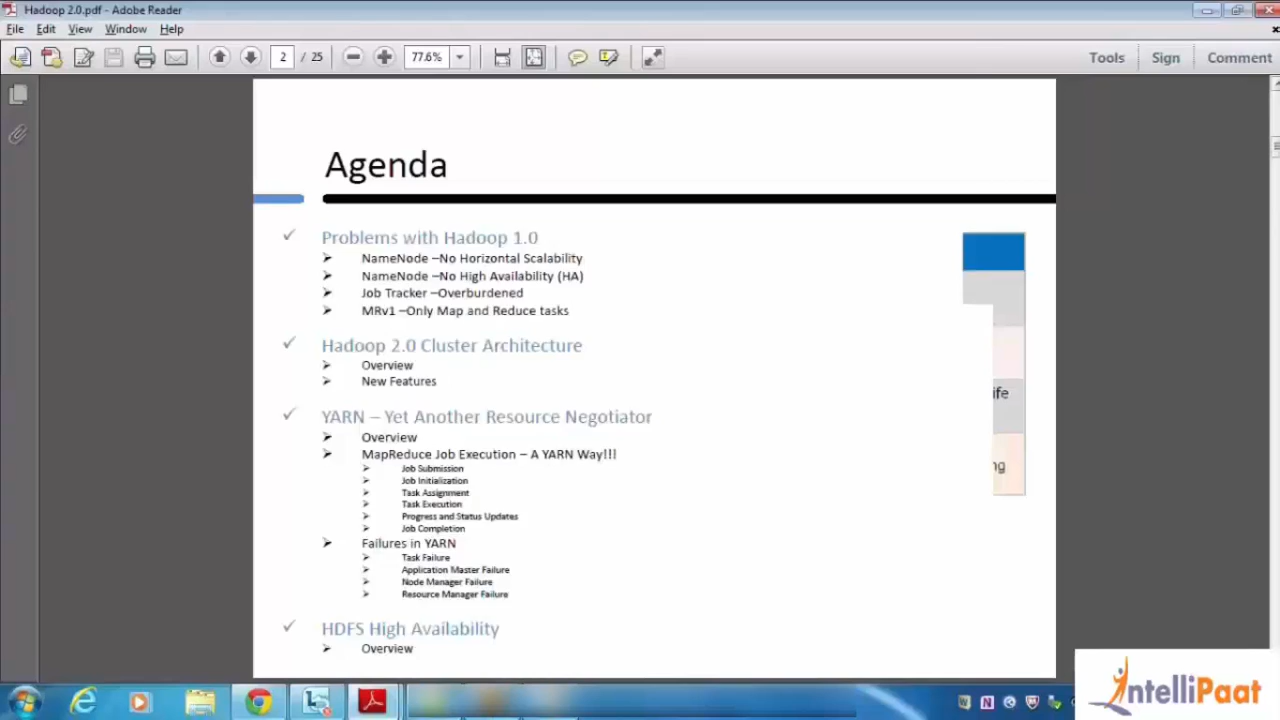 Hadoop 2.0.pdf - Adobe Reader
File Edit View Window Help
2 / 25 77.6% Tools Sign Comment
Agenda
Problems with Hadoop 1.0
NameNode –No Horizontal Scalability
NameNode –No High Availability (HA)
Job Tracker –Overburdened
MRv1 –Only Map and Reduce tasks
Hadoop 2.0 Cluster Architecture
Overview
New Features
ife
YARN – Yet Another Resource Negotiator
Overview
MapReduce Job Execution – A YARN Way!!!
ng
Job Submission
Job Initialization
Task Assignment
Task Execution
Progress and Status Updates
Job Completion
Failures in YARN
Task Failure
Application Master Failure
Node Manager Failure
Resource Manager Failure
HDFS High Availability
Overview
IntelliPaat